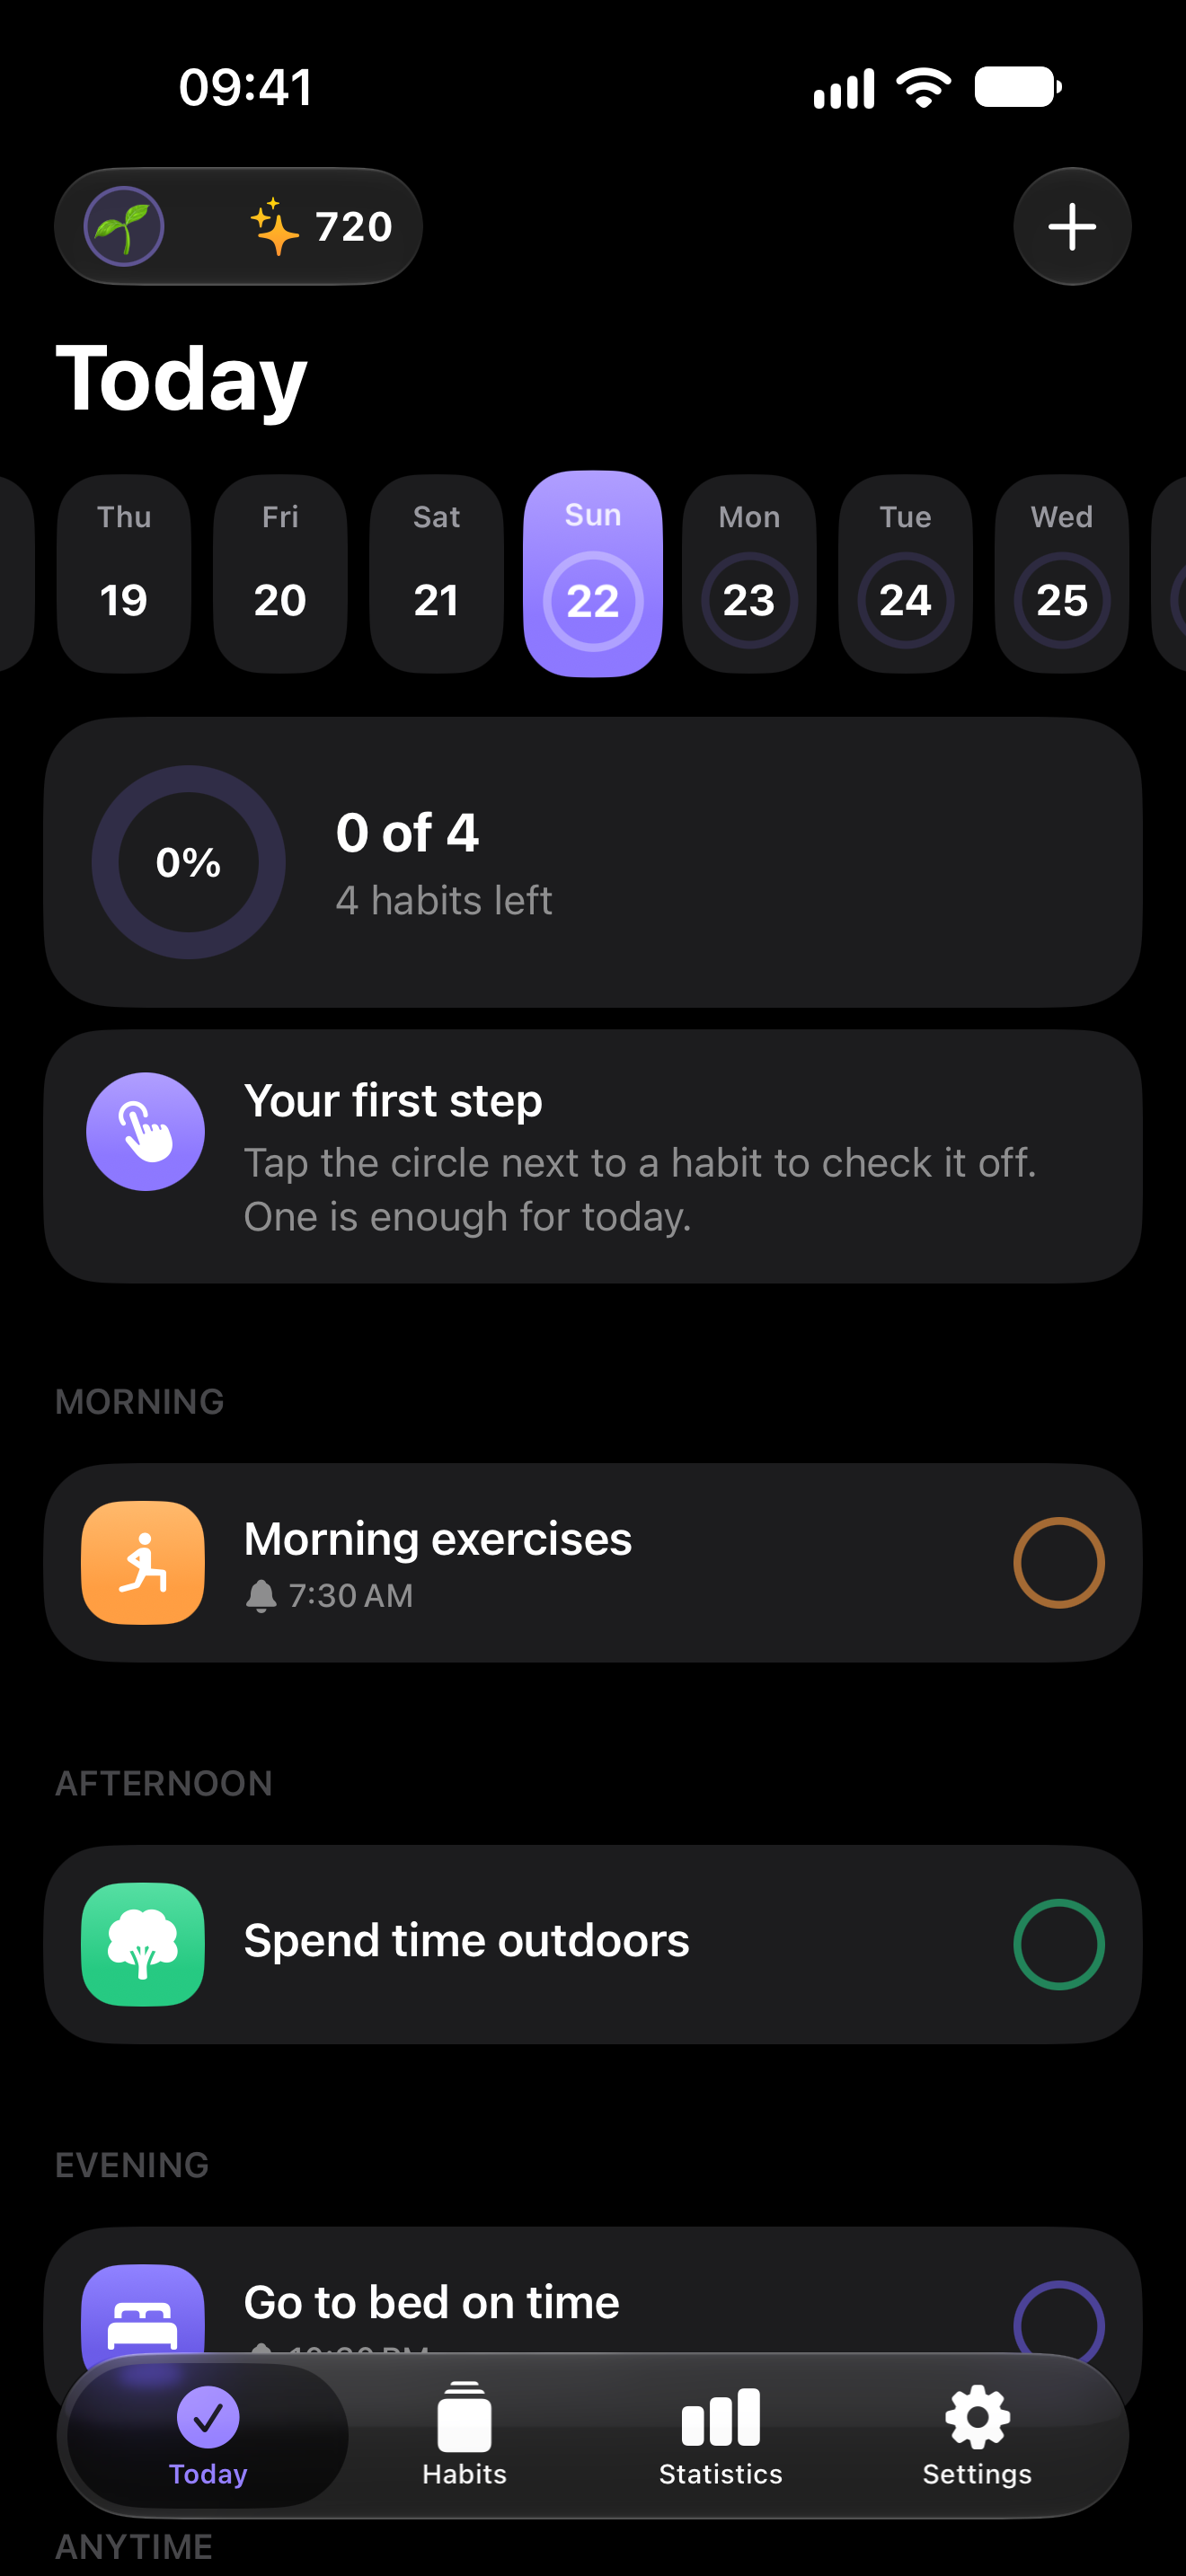 09:41
720
Today
Thu Fri Sat Sun Mon Tue Wed
19 20 21 22 23 24 25
0%
0 of 4
4 habits left
Your first step
Tap the circle next to a habit to check it off.
One is enough for today.
MORNING
Morning exercises
7:30 AM
AFTERNOON
Spend time outdoors
EVENING
Go to bed on time
Today Habits Statistics Settings
ANYTIME